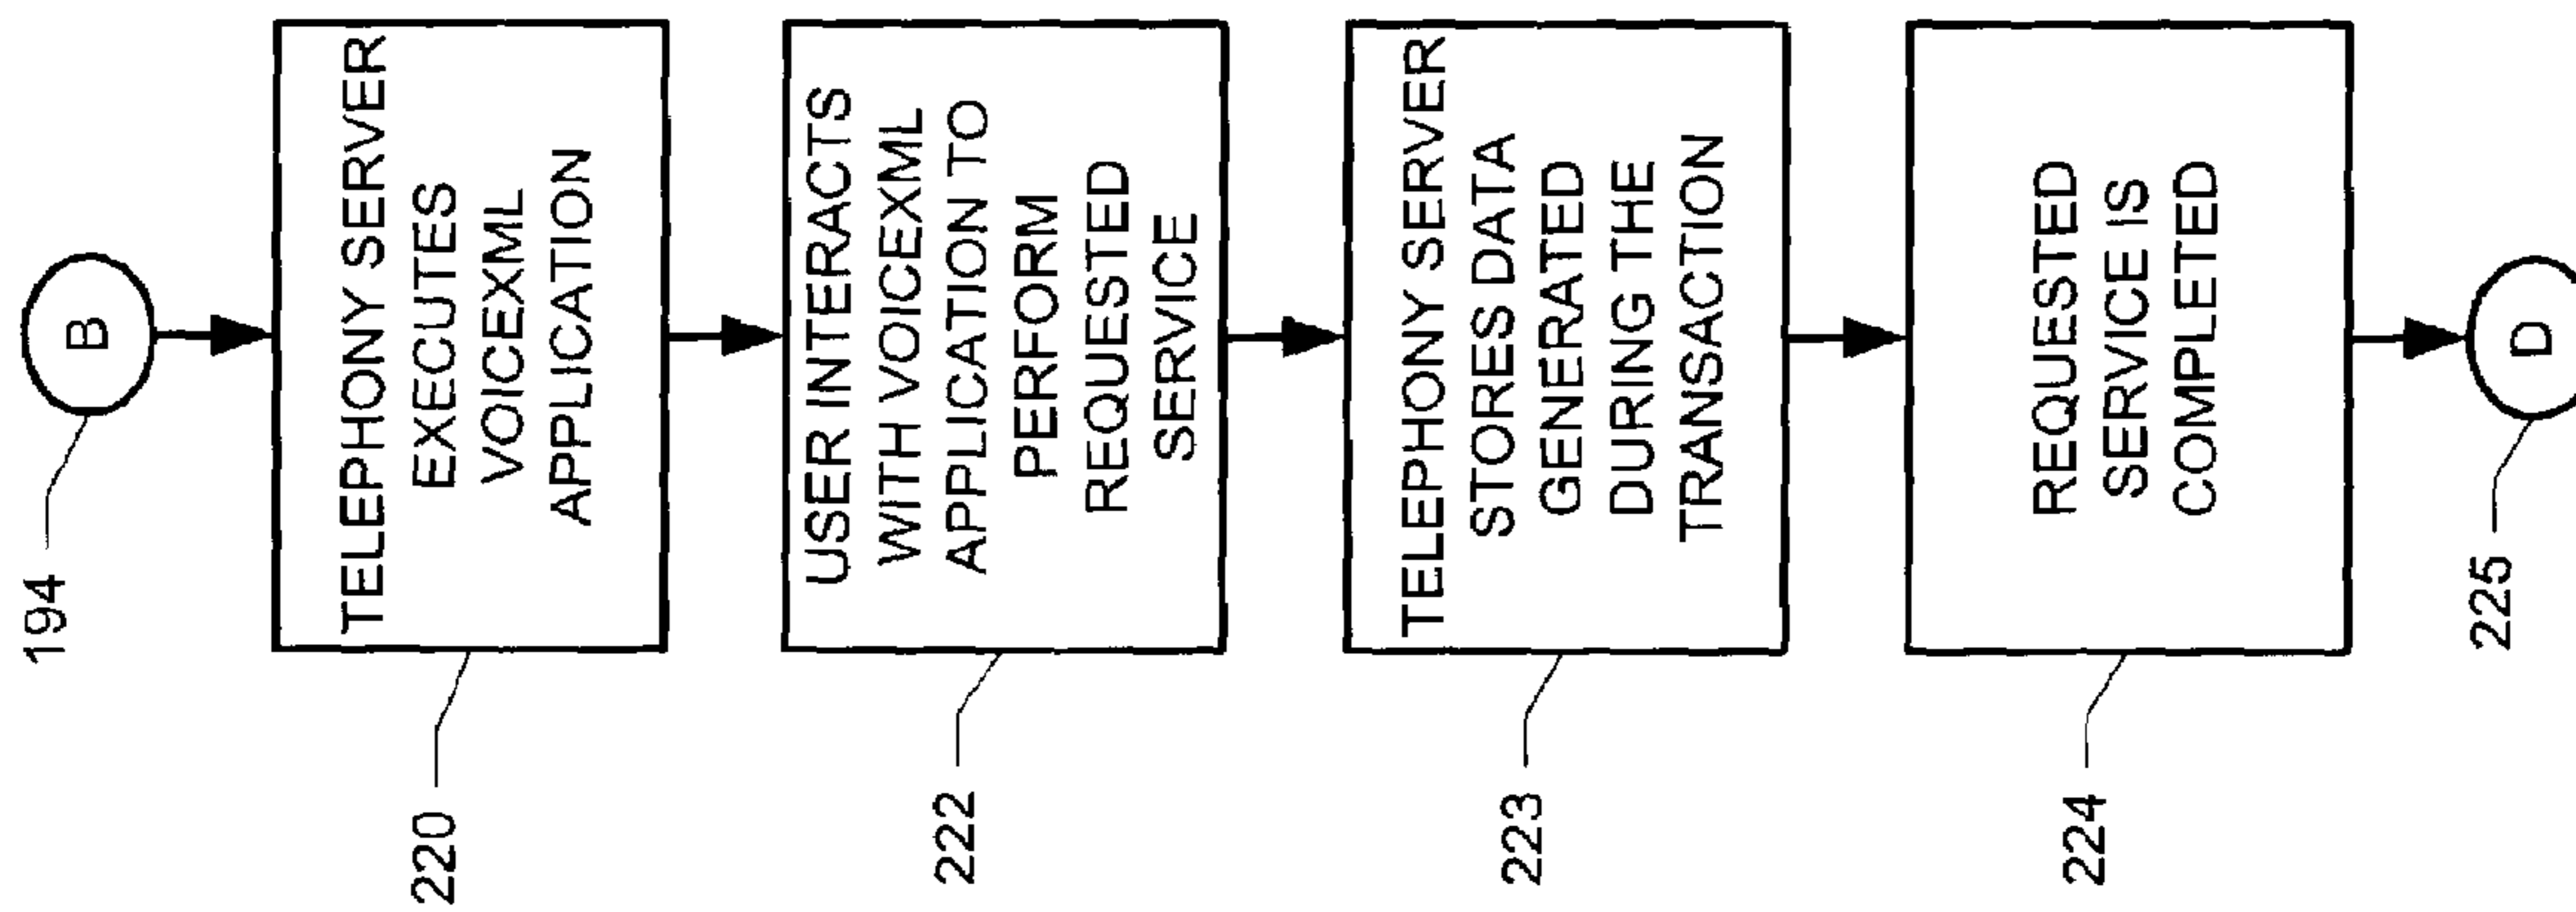 B
194
TELEPHONY SERVER
EXECUTES
VOICEXML
APPLICATION
220
USER INTERACTS
WITH VOICEXML
APPLICATION TO
PERFORM
REQUESTED
SERVICE
222
TELEPHONY SERVER
STORES DATA
GENERATED
DURING THE
TRANSACTION
223
REQUESTED
SERVICE IS
COMPLETED
224
D
225